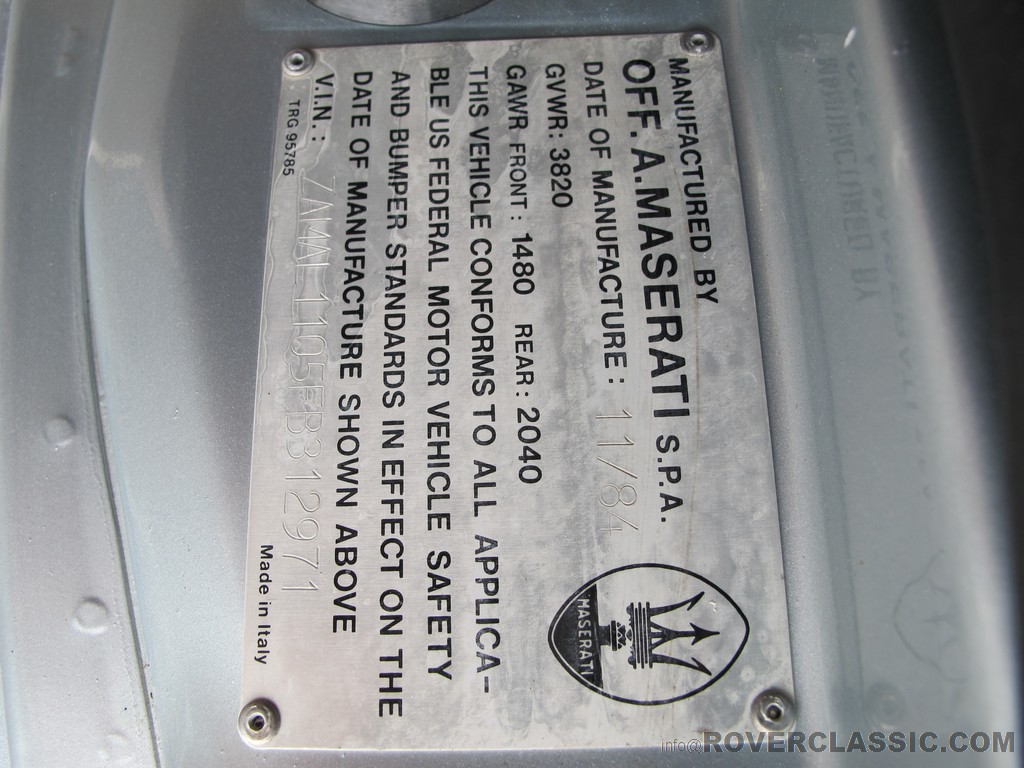 MANUFACTURED BY
OFF. A. MASERATI S.P.A.
DATE OF MANUFACTURE : 11/84
GVWR: 3820
GAWR FRONT : 1480 REAR : 2040
THIS VEHICLE CONFORMS TO ALL APPLICA-
BLE US FEDERAL MOTOR VEHICLE SAFETY
AND BUMPER STANDARDS IN EFFECT ON THE
DATE OF MANUFACTURE SHOWN ABOVE
V.I.N. :
TRG 95785
Made in Italy
MASERATI
info@ROVERCLASSIC.COM